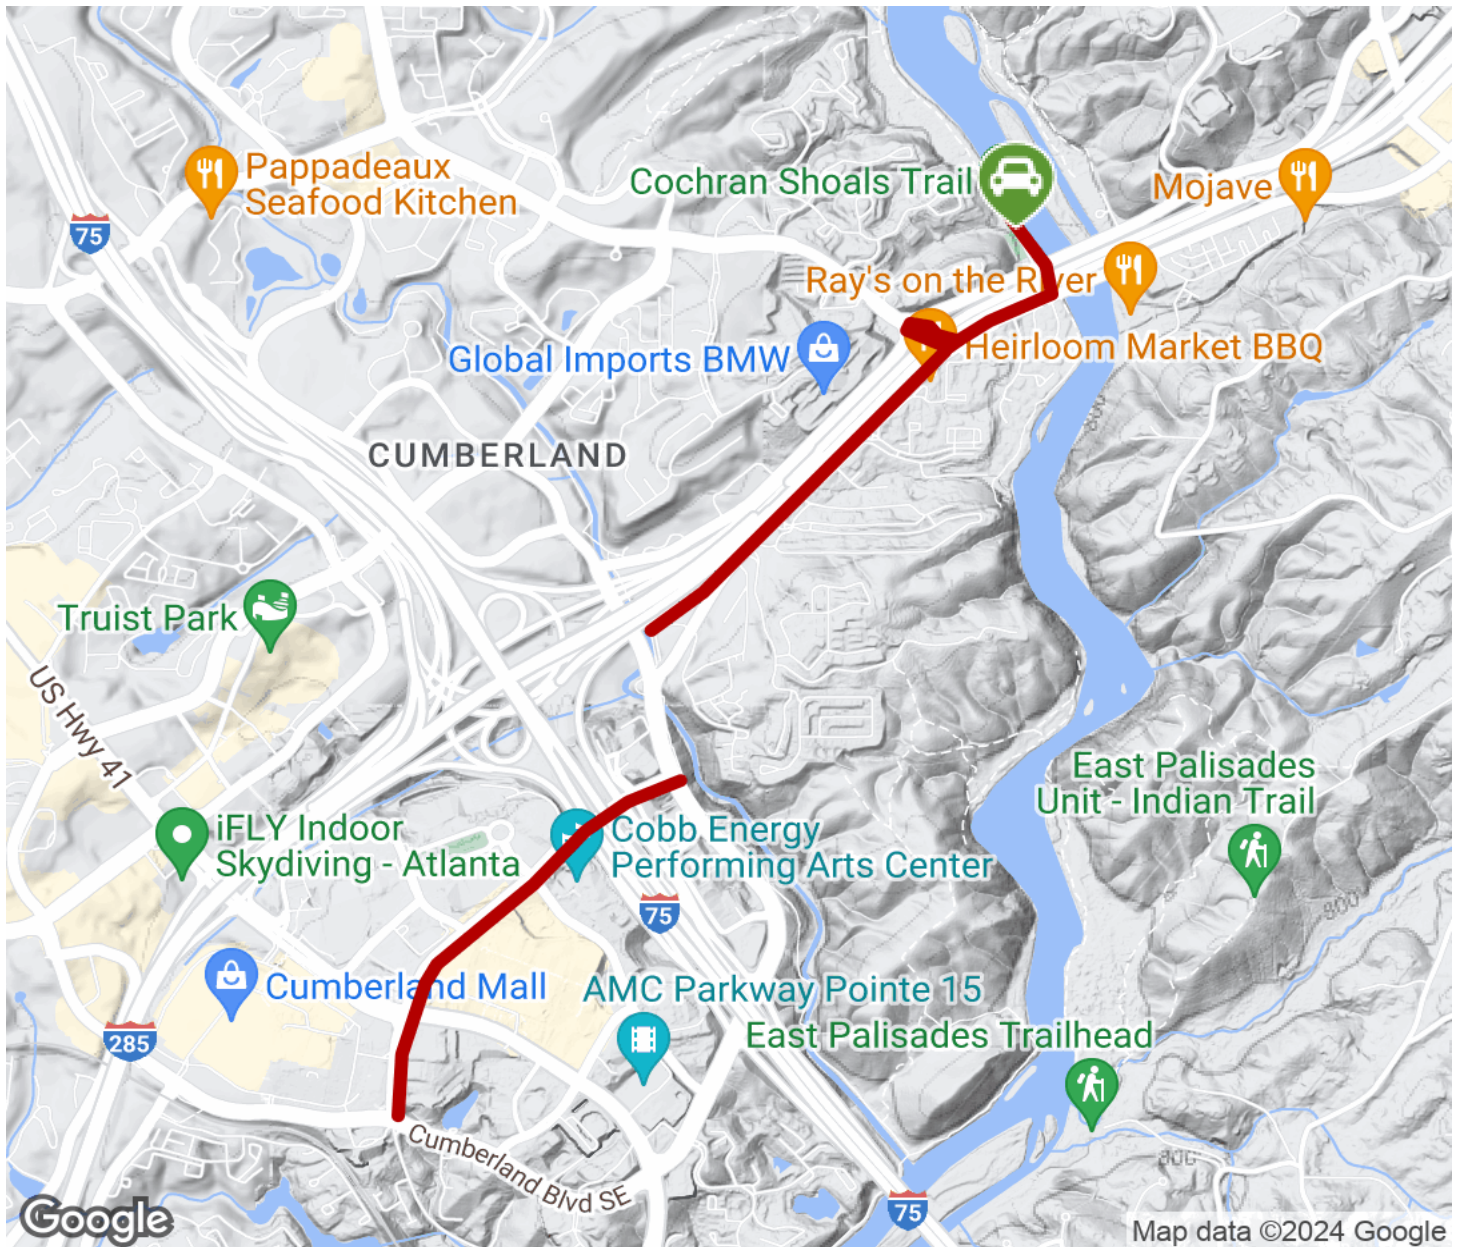 Pappadeaux
Seafood Kitchen
75
Cochran Shoals Trail
Mojave
Ray's on the River
Global Imports BMW
Heirloom Market BBQ
CUMBERLAND
800
Truist Park
US Hwy 41
East Palisades
Unit - Indian Trail
iFLY Indoor
Skydiving - Atlanta
Cobb Energy
Performing Arts Center
75
800
Cumberland Mall
AMC Parkway Pointe 15
285
East Palisades Trailhead
Cumberland Blvd SE
800
75
Google
Map data ©2024 Google